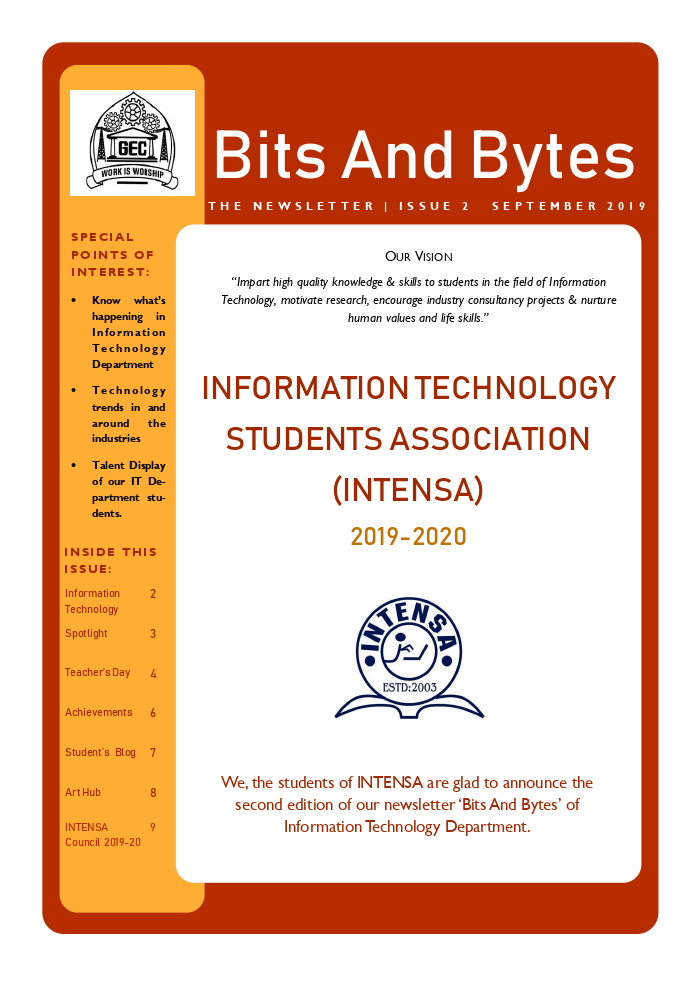 GEC
WORK IS WORSHIP
Bits And Bytes
THE NEWSLETTER | ISSUE 2 SEPTEMBER 2019
SPECIAL
POINTS OF
INTEREST:
• Know what's
happening in
Information
Technology
Department
• Technology
trends in and
around the
industries
• Talent Display
of our IT De-
partment stu-
dents.
INSIDE THIS
ISSUE:
Information 2
Technology
Spotlight 3
Teacher's Day 4
Achievements 6
Student's Blog 7
Art Hub 8
INTENSA 9
Council 2019-20
OUR VISION
“Impart high quality knowledge & skills to students in the field of Information
Technology, motivate research, encourage industry consultancy projects & nurture
human values and life skills.”
INFORMATION TECHNOLOGY
STUDENTS ASSOCIATION
(INTENSA)
2019-2020
INTENSA
ESTD:2003
We, the students of INTENSA are glad to announce the
second edition of our newsletter ‘Bits And Bytes’ of
Information Technology Department.